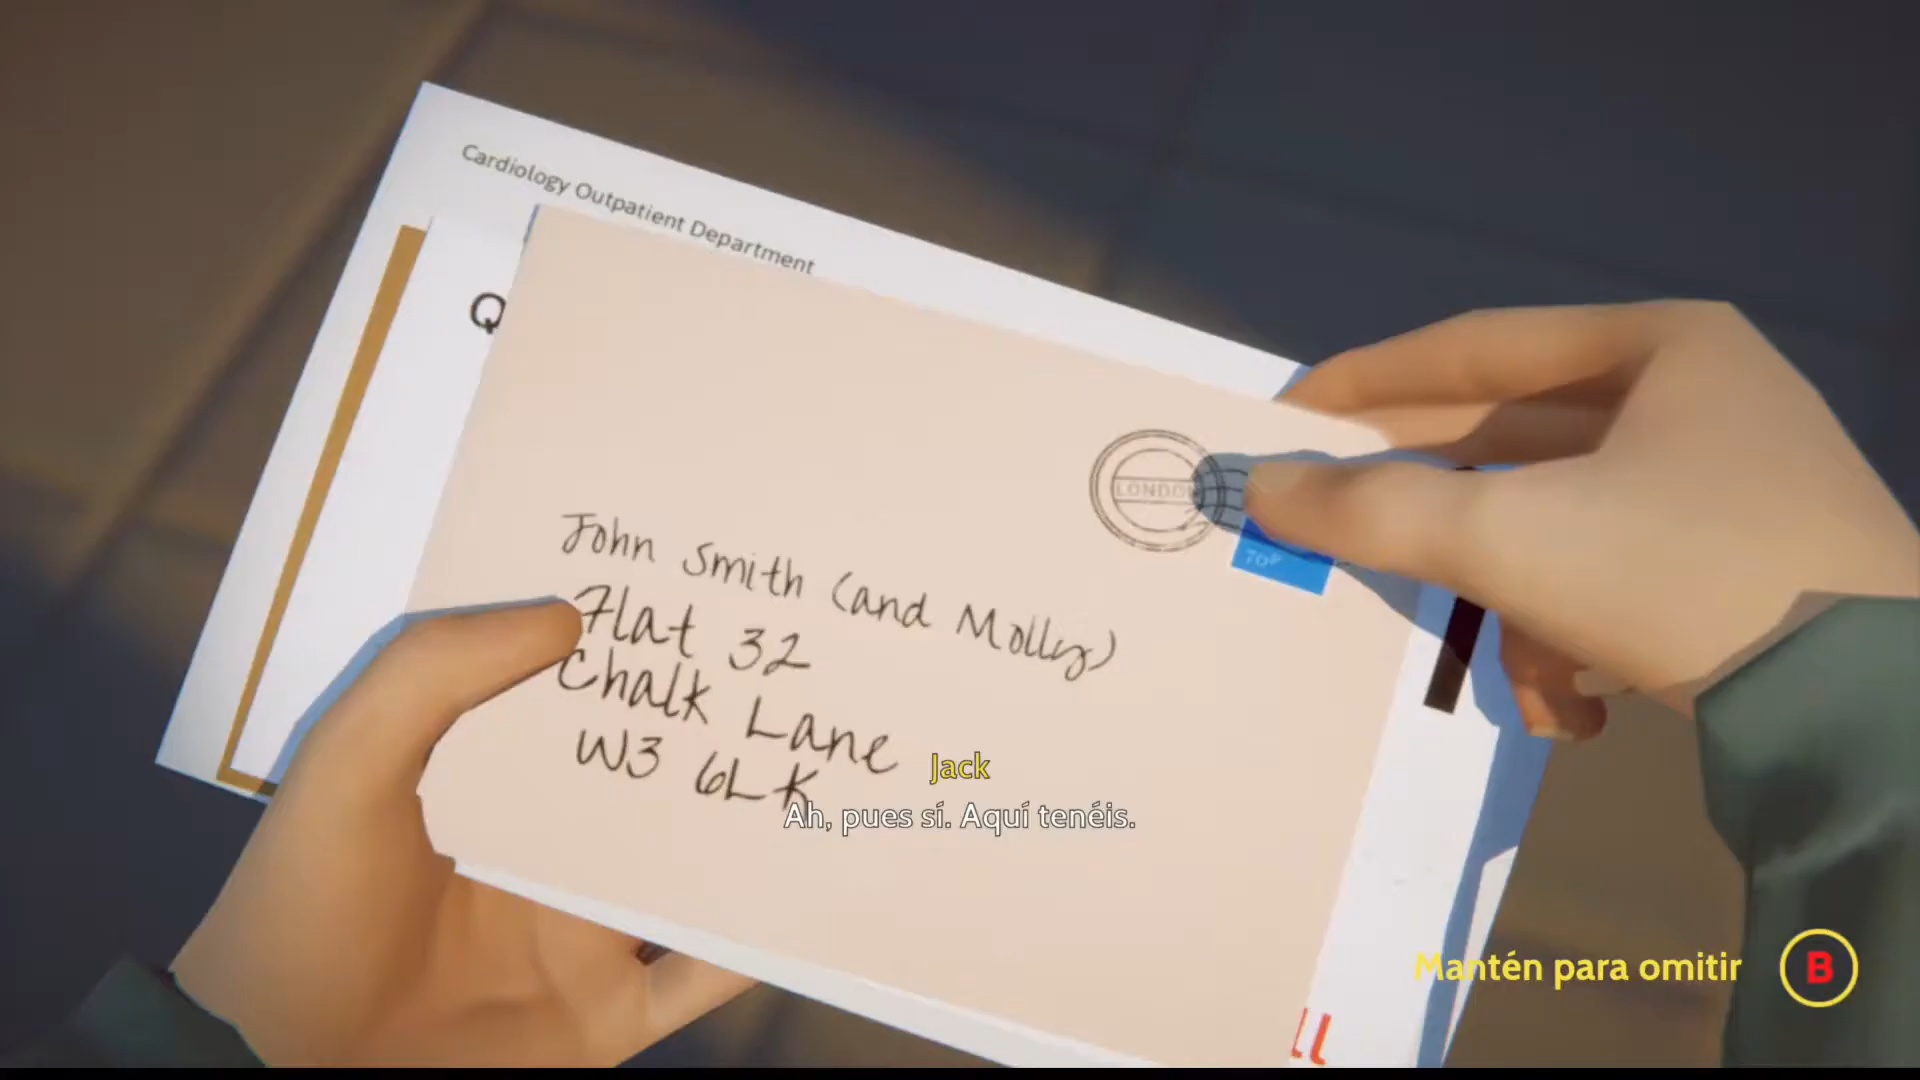 Cardiology Outpatient Department
Q
LONDON
70P
John Smith (and Molly)
Flat 32
Chalk Lane
W3 6LK
Jack
Ah, pues sí. Aquí tenéis.
Mantén para omitir
B